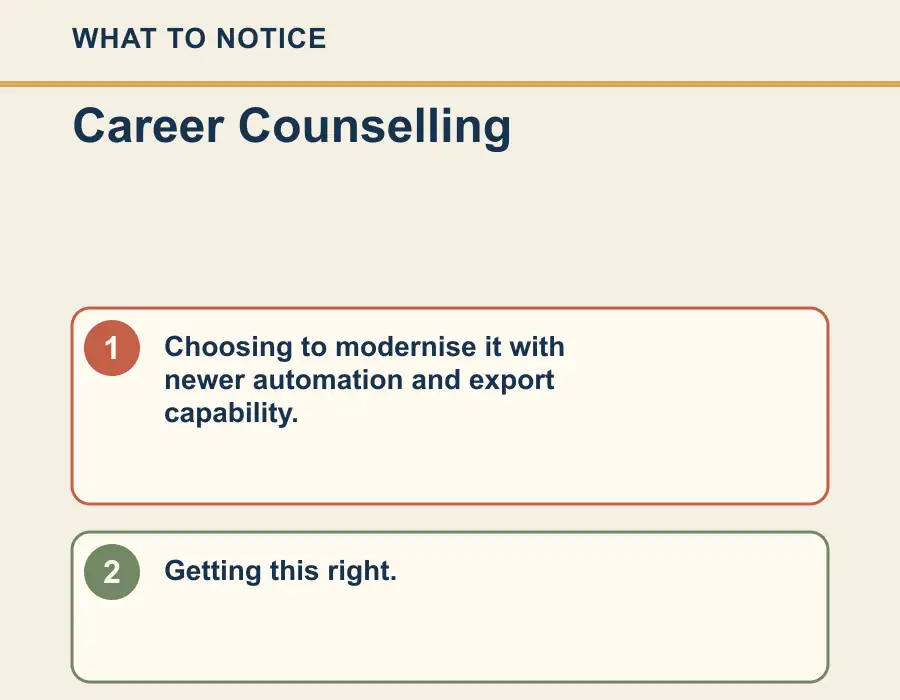 WHAT TO NOTICE
Career Counselling
1
Choosing to modernise it with
newer automation and export
capability.
2
Getting this right.